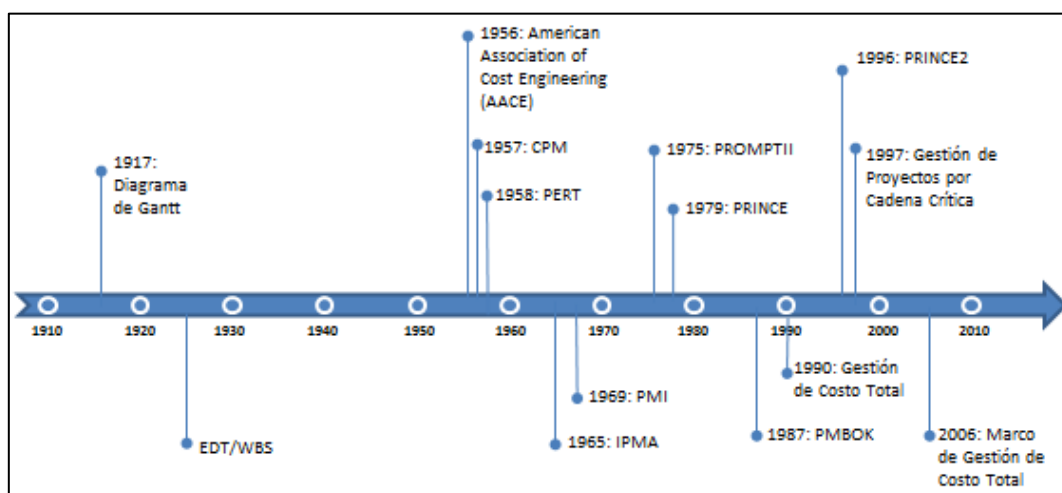 1956: American
Association of
Cost Engineering
(AACE)
1996: PRINCE2
1957: CPM
1975: PROMPTII
1997: Gestión de
Proyectos por
Cadena Crítica
1917:
Diagrama
de Gantt
1958: PERT
1979: PRINCE
1910
1920
1930
1940
1950
1960
1970
1980
1990
2000
2010
1990: Gestión
de Costo Total
1969: PMI
EDT/WBS
1965: IPMA
1987: PMBOK
2006: Marco
de Gestión de
Costo Total